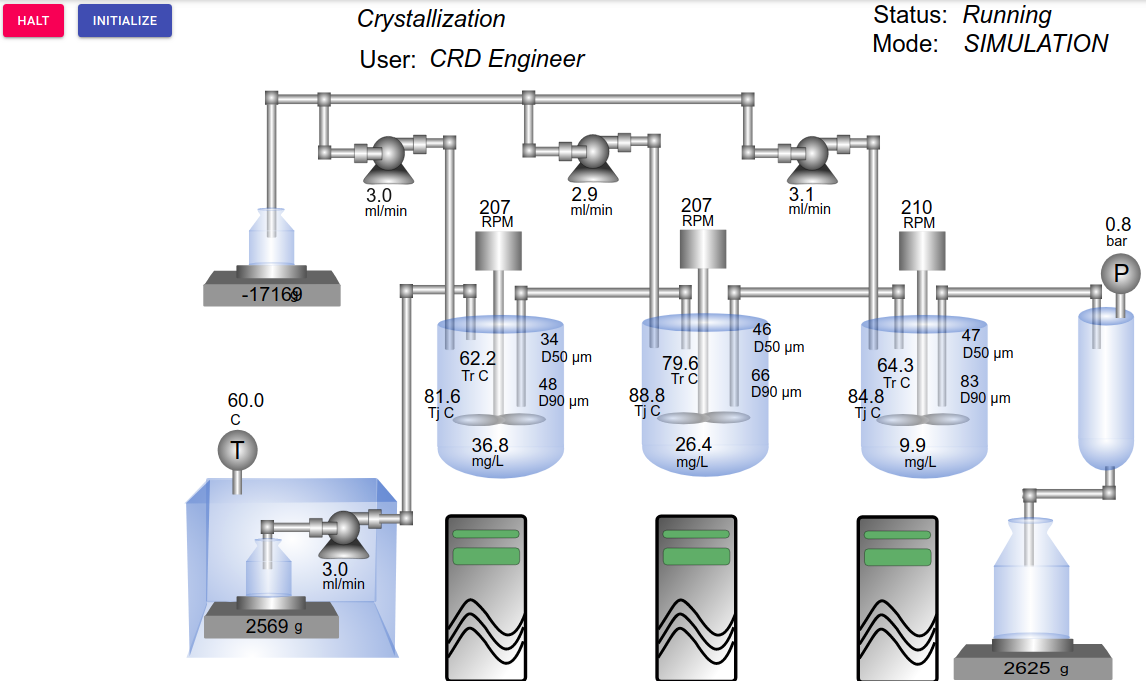 HALT
INITIALIZE
Crystallization
User: CRD Engineer
Status: Running
Mode: SIMULATION
3.0
ml/min
2.9
ml/min
3.1
ml/min
207
RPM
207
RPM
210
RPM
0.8
bar
P
-17169
g
34
D50 µm
48
D90 µm
62.2
Tr C
81.6
Tj C
36.8
mg/L
46
D50 µm
66
D90 µm
79.6
Tr C
88.8
Tj C
26.4
mg/L
47
D50 µm
83
D90 µm
64.3
Tr C
84.8
Tj C
9.9
mg/L
60.0
C
T
3.0
ml/min
2569 g
2625 g